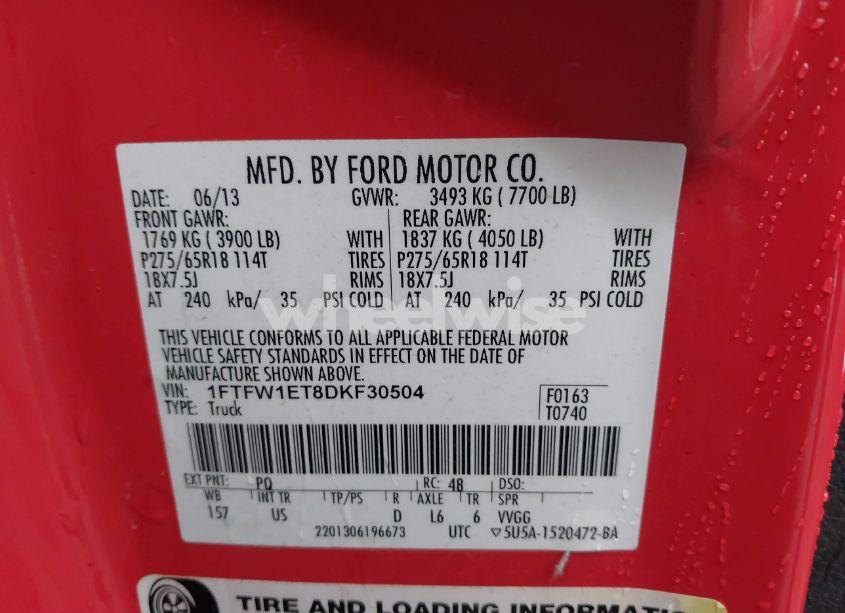 MFD. BY FORD MOTOR CO.
DATE: 06/13 GVWR: 3493 KG ( 7700 LB)
FRONT GAWR: REAR GAWR:
1769 KG ( 3900 LB) WITH 1837 KG ( 4050 LB) WITH
P275/65R18 114T TIRES P275/65R18 114T TIRES
18X7.5J RIMS 18X7.5J RIMS
AT 240 kPa/ 35 PSI COLD AT 240 kPa/ 35 PSI COLD
wheelwise
THIS VEHICLE CONFORMS TO ALL APPLICABLE FEDERAL MOTOR
VEHICLE SAFETY STANDARDS IN EFFECT ON THE DATE OF
MANUFACTURE SHOWN ABOVE.
VIN: 1FTFW1ET8DKF30504 F0163
TYPE: Truck T0740
EXT PNT: PQ RC: 48 DSO:
WB INT TR TP/PS R AXLE TR SPR
157 US D L6 6 VVGG
2201306196673 UTC ▽5U5A-1520472-BA
TIRE AND LOADING INFORMATI